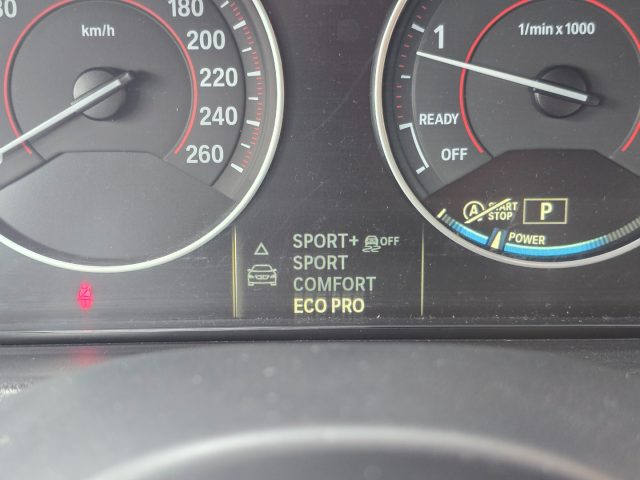 80
180
km/h
200
220
240
260
1
1/min x 1000
READY
OFF
A START
STOP
P
POWER
SPORT+ OFF
SPORT
COMFORT
ECO PRO